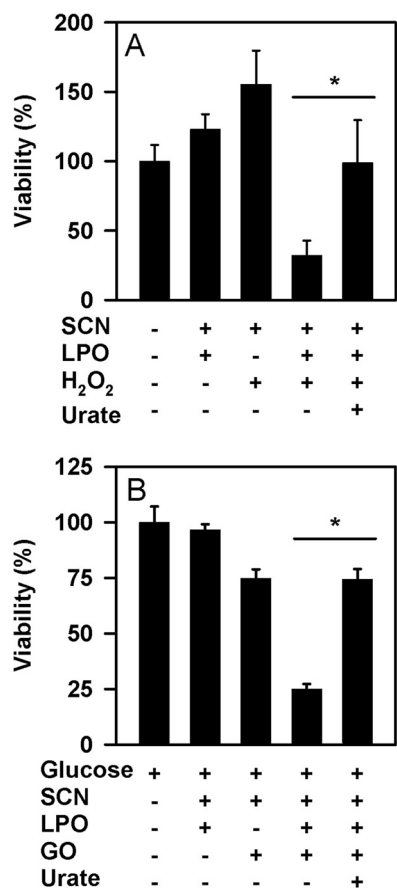 A
Viability (%)
200
150
100
50
0
*
SCN - + + + +
LPO - + - + +
H₂O₂ - - + + +
Urate - - - - +
B
Viability (%)
125
100
75
50
25
0
*
Glucose + + + + +
SCN - + + + +
LPO - + - + +
GO - - + + +
Urate - - - - +